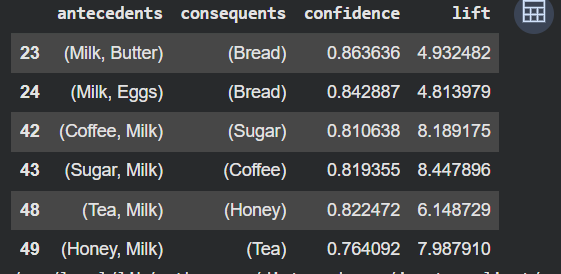 antecedents consequents confidence lift
23 (Milk, Butter) (Bread) 0.863636 4.932482
24 (Milk, Eggs) (Bread) 0.842887 4.813979
42 (Coffee, Milk) (Sugar) 0.810638 8.189175
43 (Sugar, Milk) (Coffee) 0.819355 8.447896
48 (Tea, Milk) (Honey) 0.822472 6.148729
49 (Honey, Milk) (Tea) 0.764092 7.987910